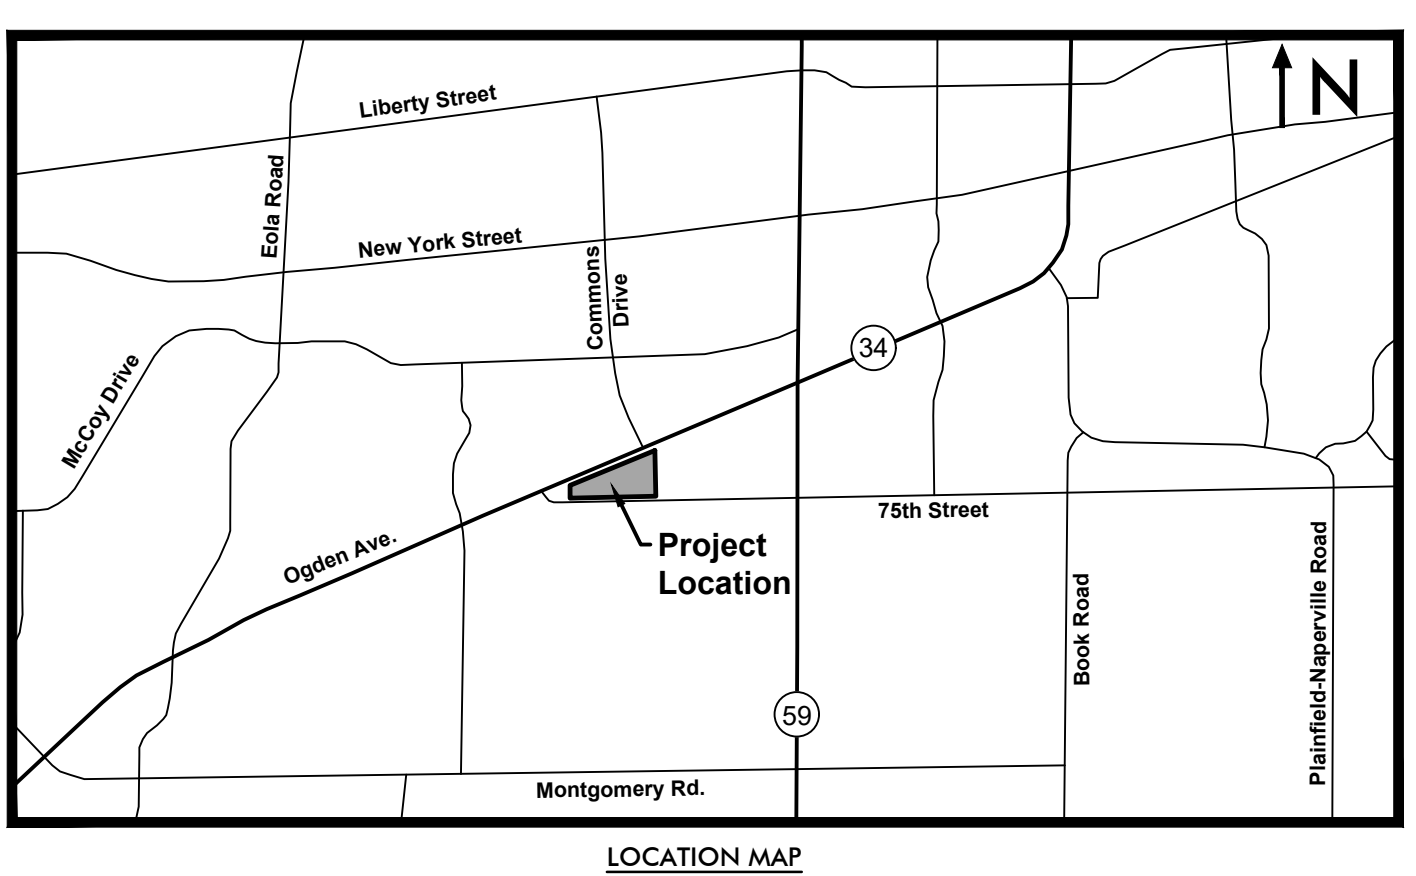 N
Liberty Street
Eola Road
New York Street
Commons
Drive
34
McCoy Drive
75th Street
Ogden Ave.
Project
Location
Book Road
Plainfield-Naperville Road
59
Montgomery Rd.
LOCATION MAP